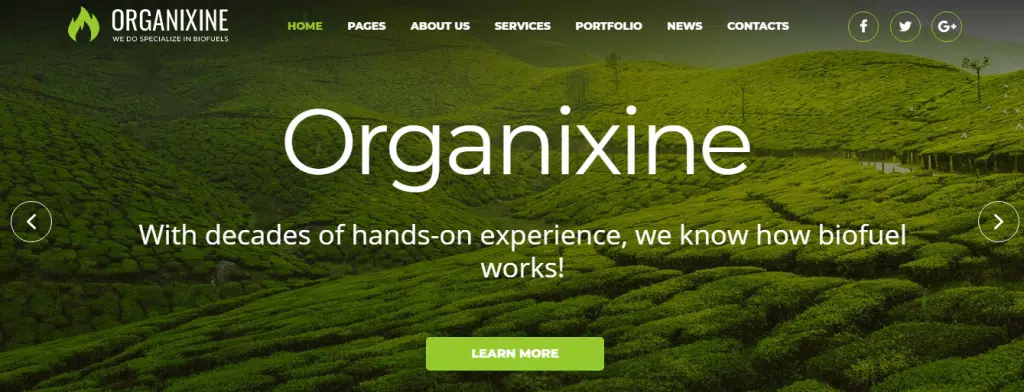 ORGANIXINE
WE DO SPECIALIZE IN BIOFUELS
HOME PAGES ABOUT US SERVICES PORTFOLIO NEWS CONTACTS
Organixine
With decades of hands-on experience, we know how biofuel
works!
LEARN MORE